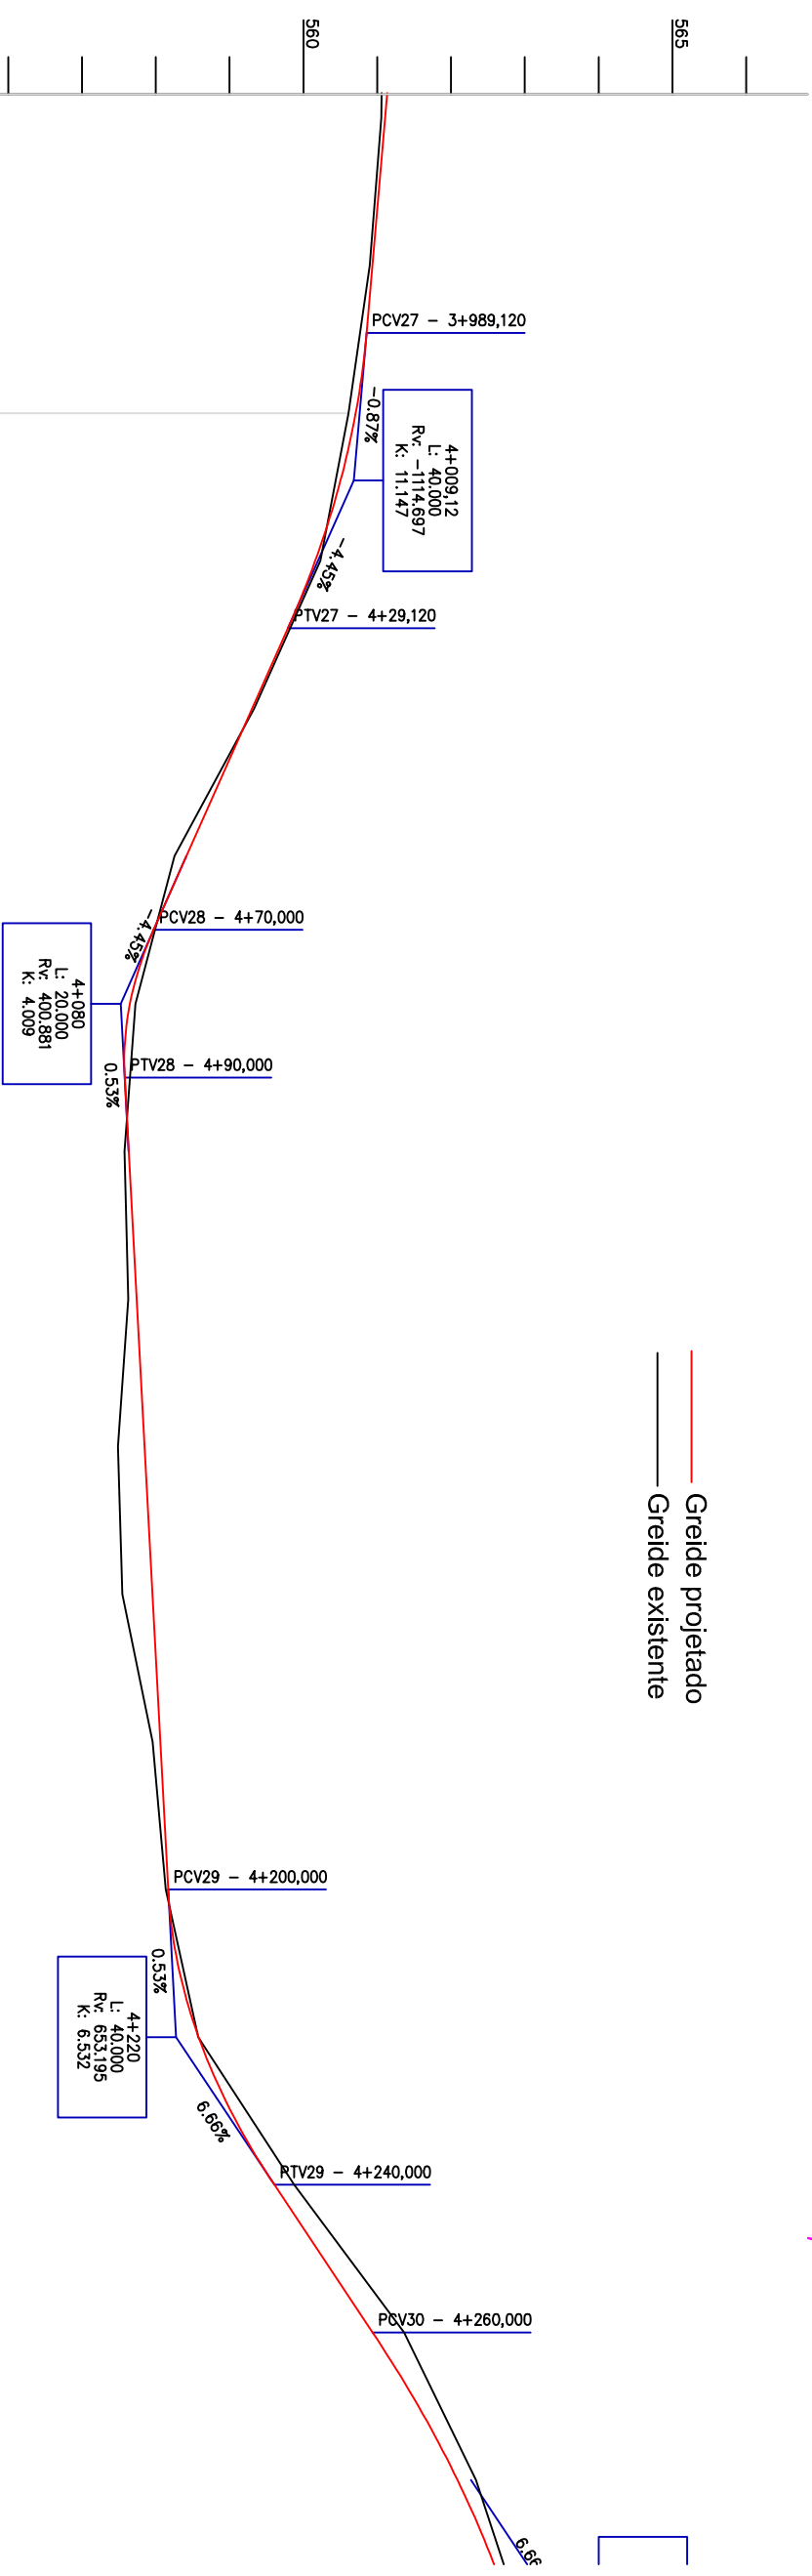 560
565
PCV27 - 3+989,120
-0.87%
4+009,12
L: 40.000
Rv: -1114.697
K: 11.147
-4.45%
PTV27 - 4+29,120
PCV28 - 4+70,000
-4.45%
4+080
L: 20.000
Rv: 400.881
K: 4.009
PTV28 - 4+90,000
0.53%
Greide projetado
Greide existente
PCV29 - 4+200,000
0.53%
4+220
L: 40.000
Rv: 653.195
K: 6.532
6.66%
PTV29 - 4+240,000
PCV30 - 4+260,000
6.66